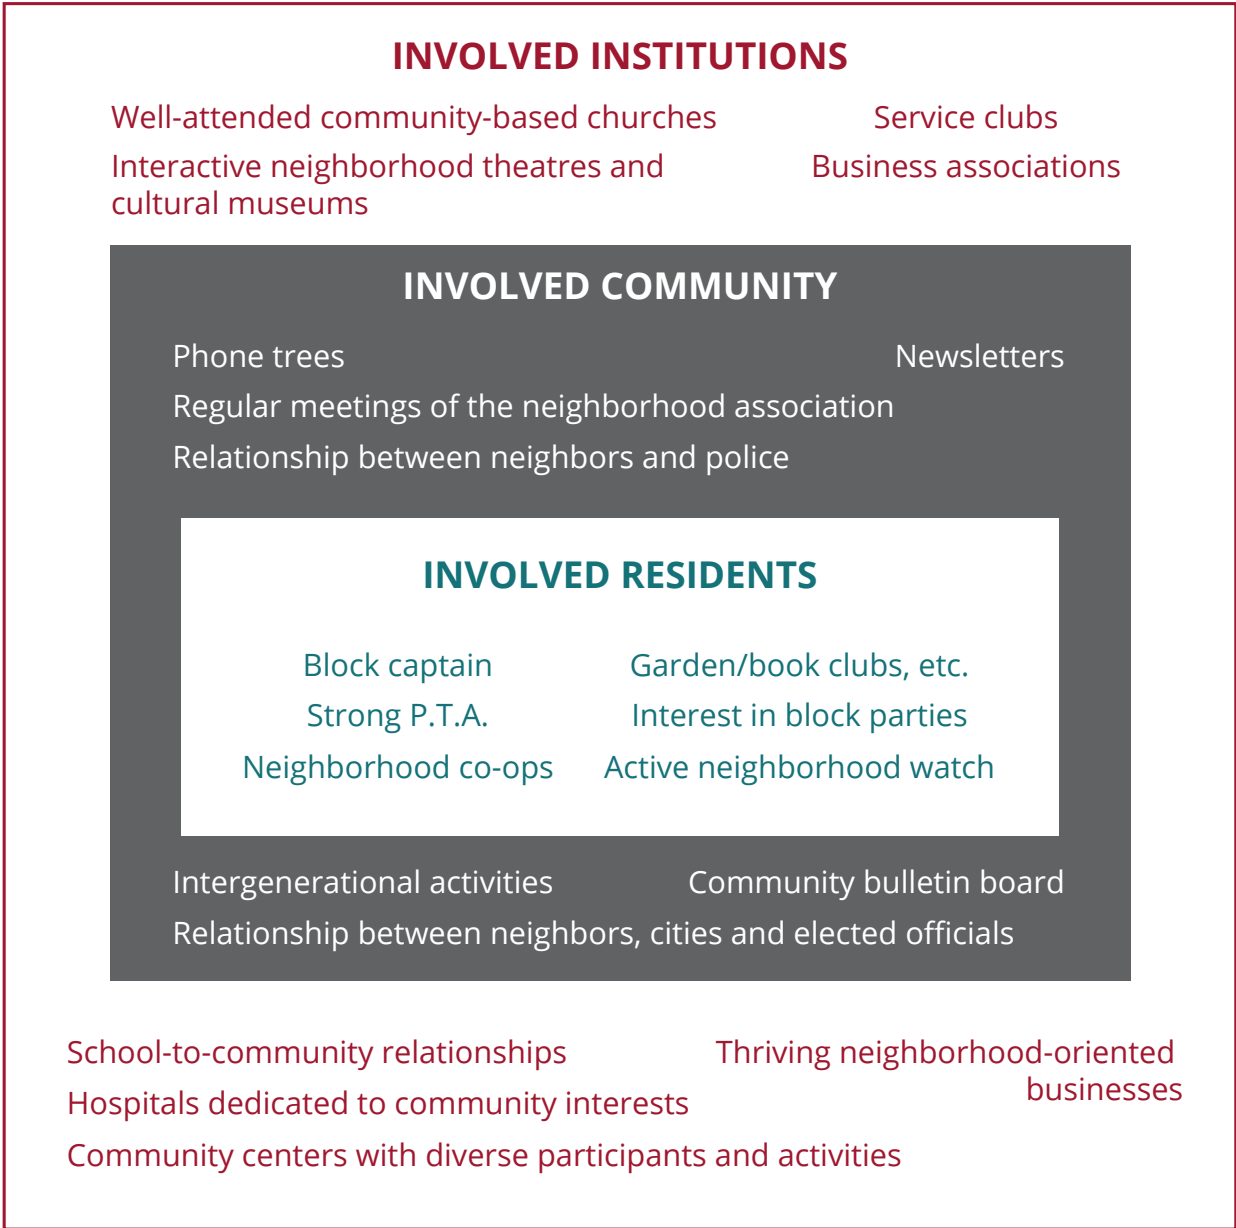 INVOLVED INSTITUTIONS
Well-attended community-based churches
Service clubs
Interactive neighborhood theatres and
cultural museums
Business associations
INVOLVED COMMUNITY
Phone trees
Newsletters
Regular meetings of the neighborhood association
Relationship between neighbors and police
INVOLVED RESIDENTS
Block captain
Garden/book clubs, etc.
Strong P.T.A.
Interest in block parties
Neighborhood co-ops
Active neighborhood watch
Intergenerational activities
Community bulletin board
Relationship between neighbors, cities and elected officials
School-to-community relationships
Thriving neighborhood-oriented
businesses
Hospitals dedicated to community interests
Community centers with diverse participants and activities